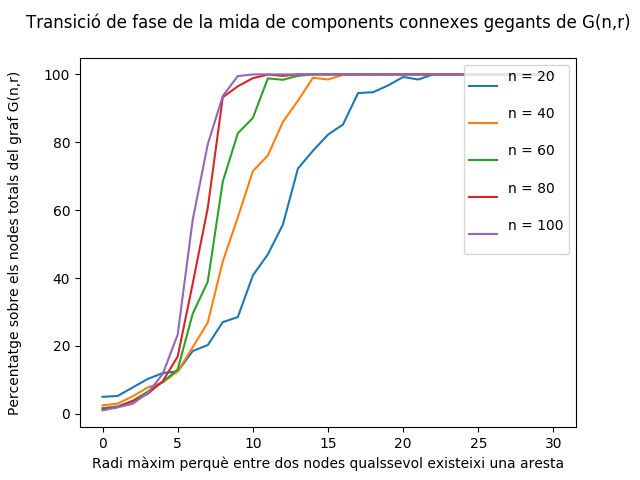 Transició de fase de la mida de components connexes gegants de G(n,r)
Percentatge sobre els nodes totals del graf G(n,r)
100
80
60
40
20
0
n = 20
n = 40
n = 60
n = 80
n = 100
0 5 10 15 20 25 30
Radi màxim perquè entre dos nodes qualssevol existeixi una aresta